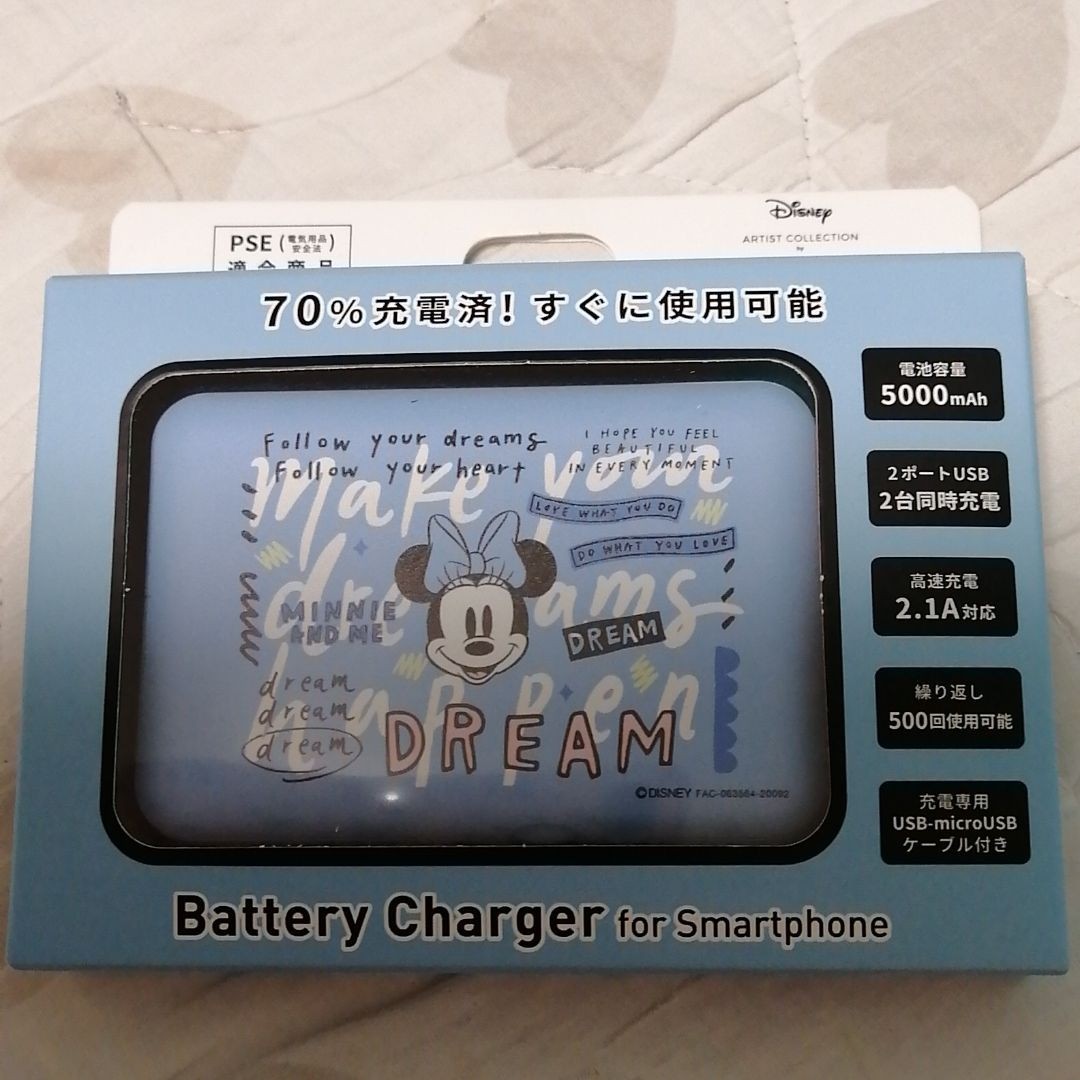 PSE (電気用品安全法)
適合商品
Disney
ARTIST COLLECTION
by
70%充電済! すぐに使用可能
Follow your dreams
Follow your heart
I HOPE YOU FEEL
BEAUTIFUL
IN EVERY MOMENT
Make your
dreams
happen
LOVE WHAT YOU DO
DO WHAT YOU LOVE
MINNIE
AND ME
DREAM
dream
dream
dream
DREAM
©DISNEY FAC-063564-20092
電池容量
5000mAh
2ポートUSB
2台同時充電
高速充電
2.1A対応
繰り返し
500回使用可能
充電専用
USB-microUSB
ケーブル付き
Battery Charger for Smartphone